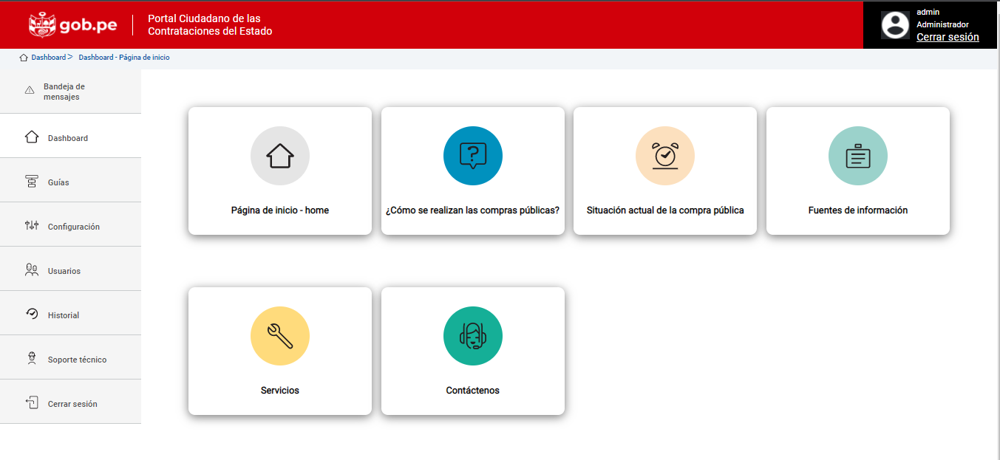 gob.pe
Portal Ciudadano de las
Contrataciones del Estado
admin
Administrador
Cerrar sesión
Dashboard > Dashboard - Página de inicio
Bandeja de
mensajes
Dashboard
Guías
Configuración
Usuarios
Historial
Soporte técnico
Cerrar sesión
Página de inicio - home
¿Cómo se realizan las compras públicas?
Situación actual de la compra pública
Fuentes de información
Servicios
Contáctenos